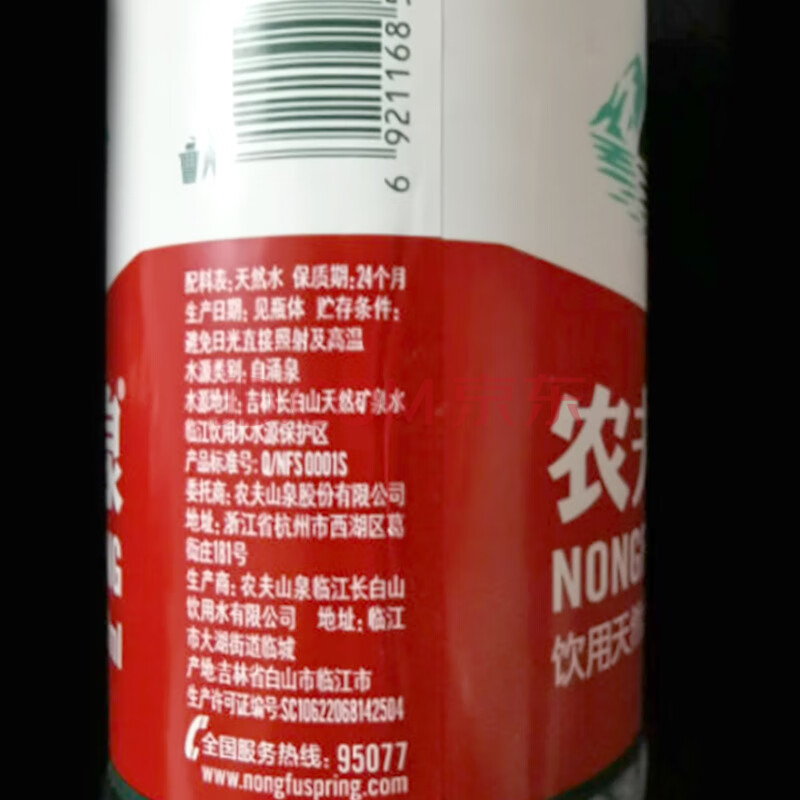 6 921168
配料表:天然水 保质期:24个月
生产日期:见瓶体 贮存条件:
避免日光直接照射及高温
水源类别:自涌泉
水源地址:吉林长白山天然矿泉水
临江饮用水水源保护区
产品标准号:Q/NFS 0001S
委托商:农夫山泉股份有限公司
地址:浙江省杭州市西湖区葛
衙庄181号
生产商:农夫山泉临江长白山
饮用水有限公司 地址:临江
市大湖街道临城
产地吉林省白山市临江市
生产许可证编号:SC10622068142504
全国服务热线:95077
www.nongfuspring.com
泉
NG
ml
京东
农夫
NONGF
饮用天然